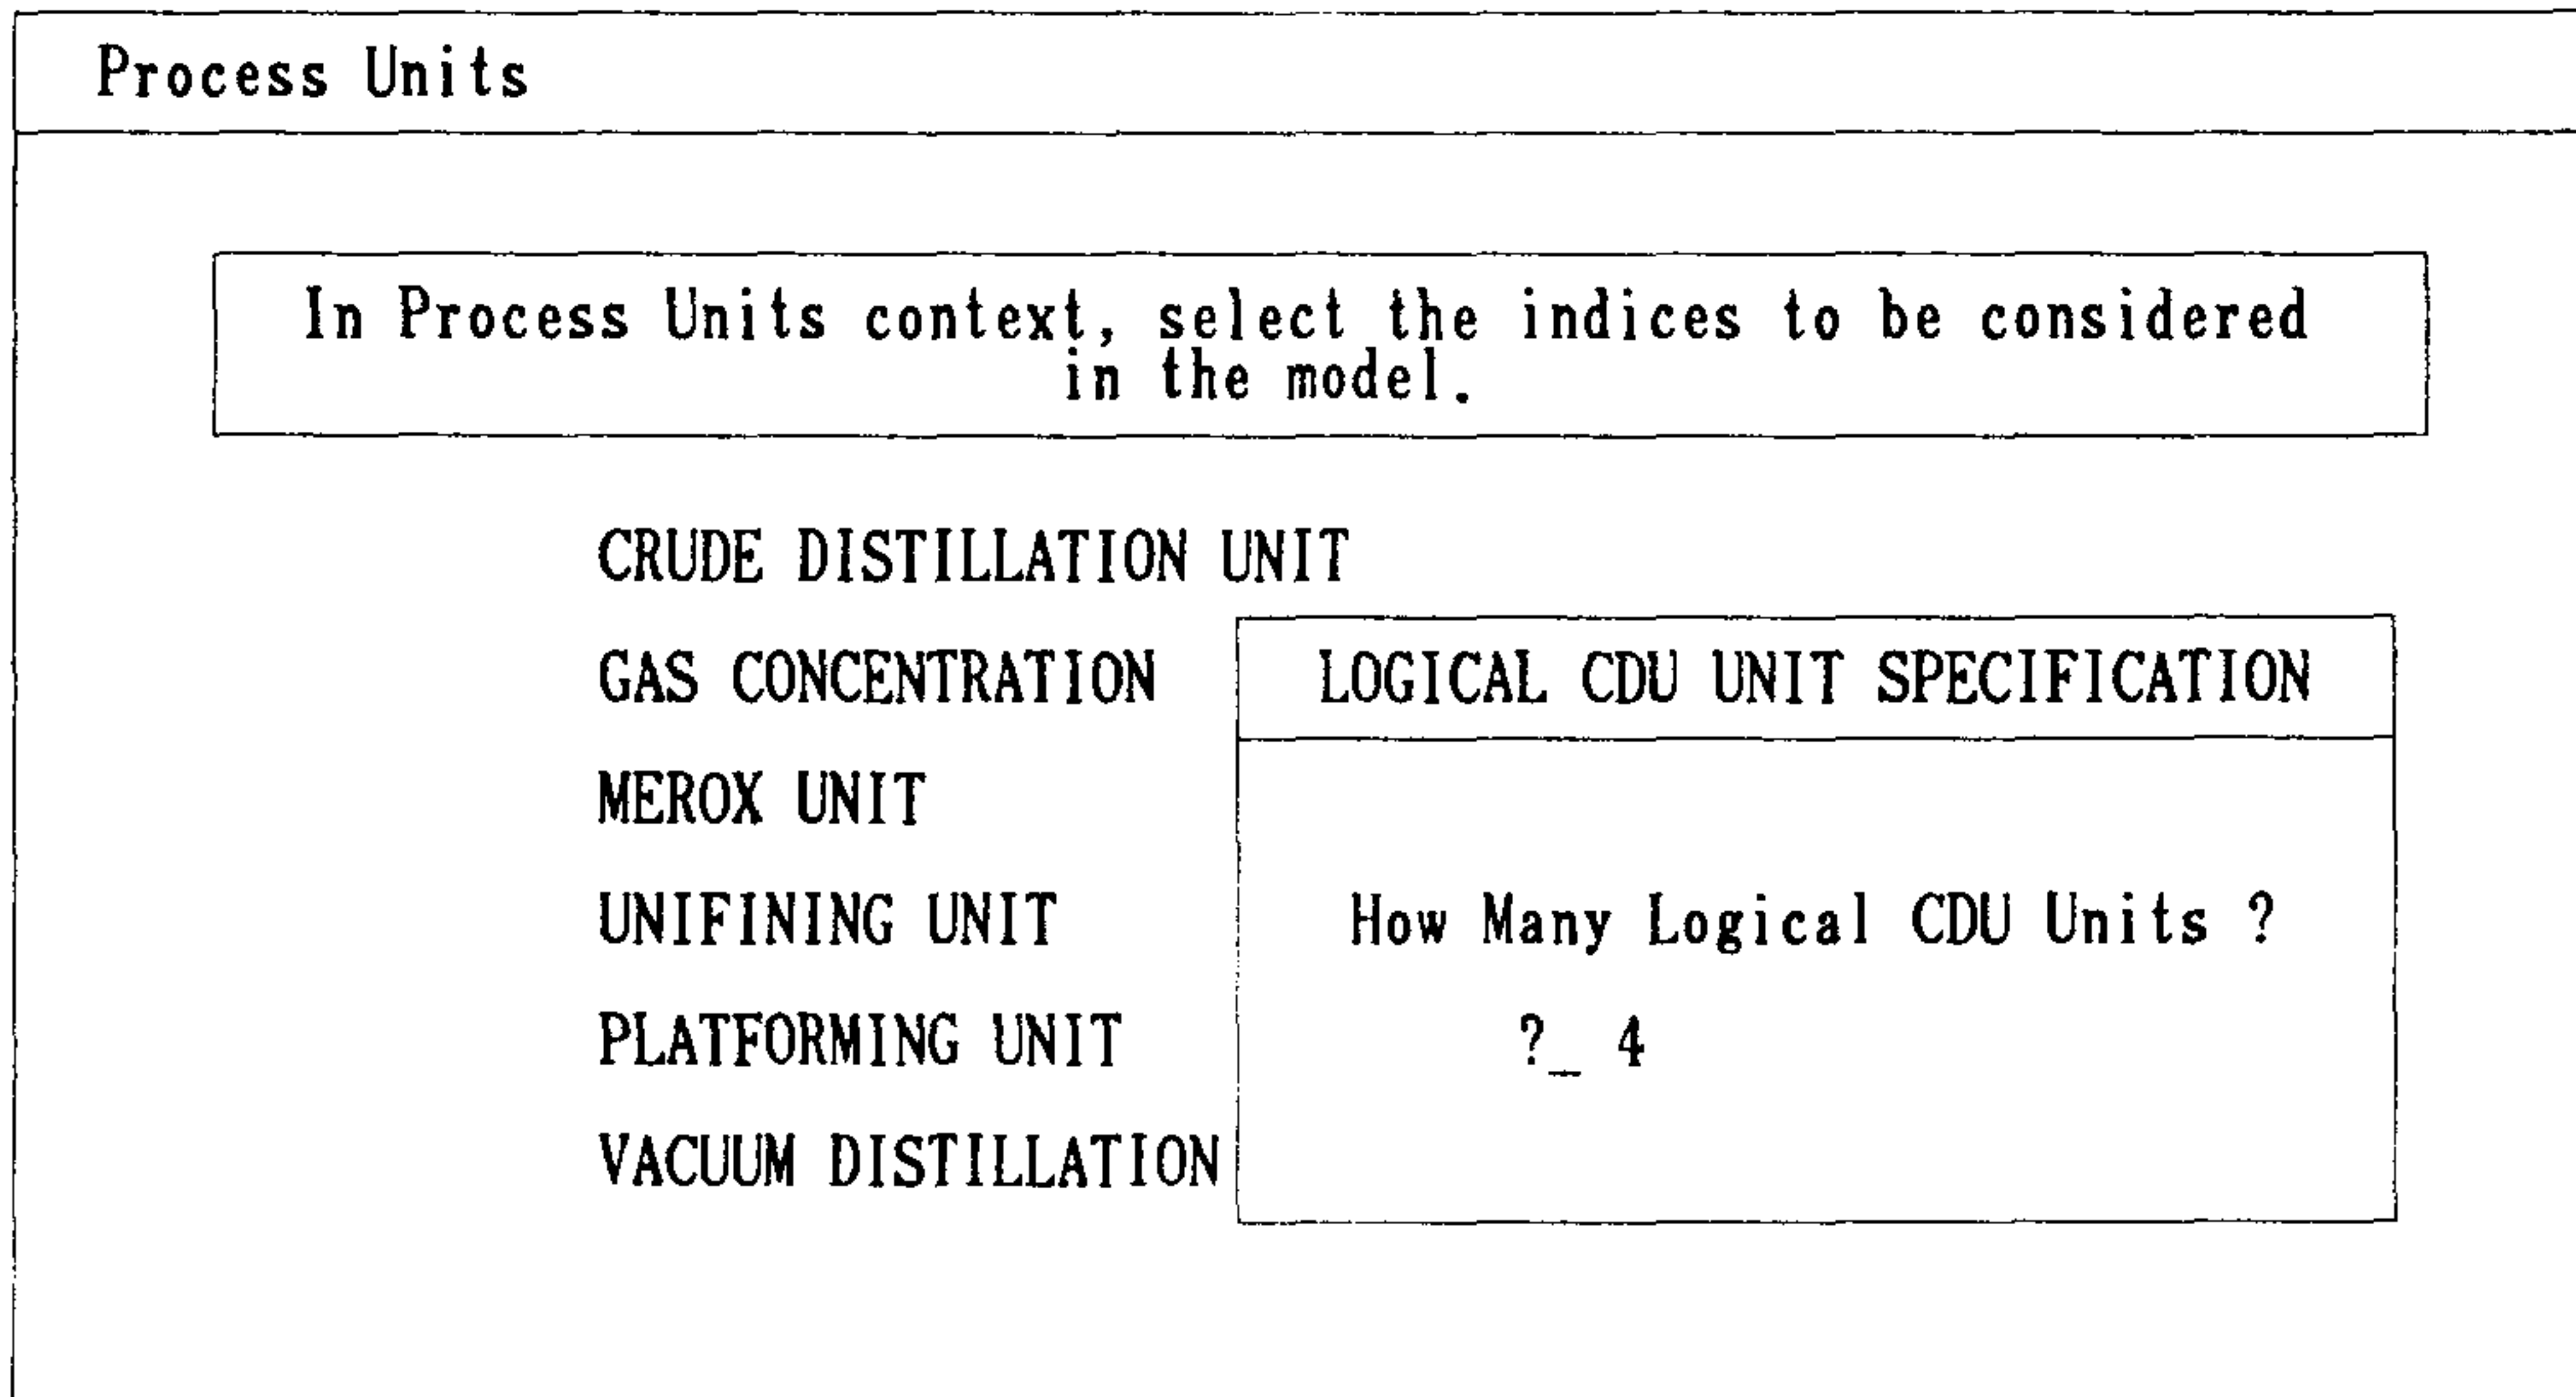 Process Units
In Process Units context, select the indices to be considered
in the model.
CRUDE DISTILLATION UNIT
GAS CONCENTRATION
MEROX UNIT
UNIFINING UNIT
PLATFORMING UNIT
VACUUM DISTILLATION
LOGICAL CDU UNIT SPECIFICATION
How Many Logical CDU Units ?
?_ 4